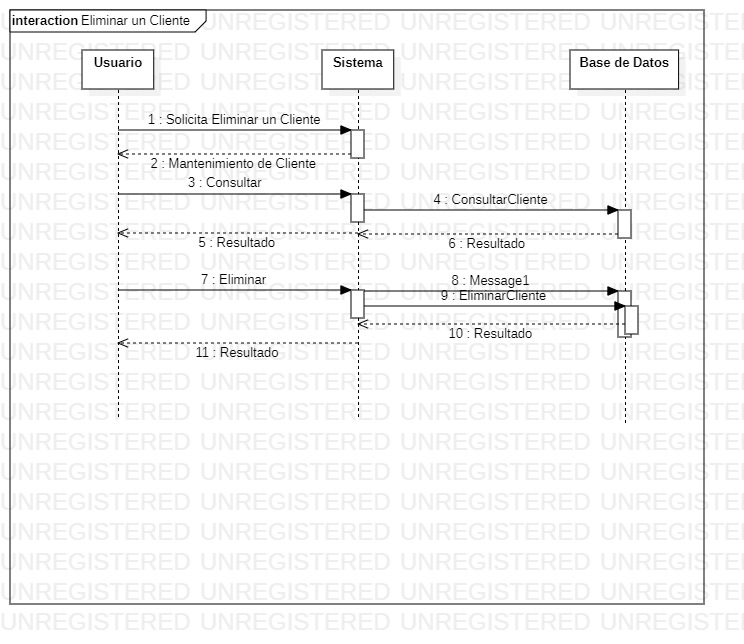 interaction Eliminar un Cliente
Usuario
Sistema
Base de Datos
1 : Solicita Eliminar un Cliente
2 : Mantenimiento de Cliente
3 : Consultar
4 : ConsultarCliente
5 : Resultado
6 : Resultado
7 : Eliminar
8 : Message1
9 : EliminarCliente
10 : Resultado
11 : Resultado
UNREGISTERED UNREGISTERED UNREGISTERED UNREGISTERED